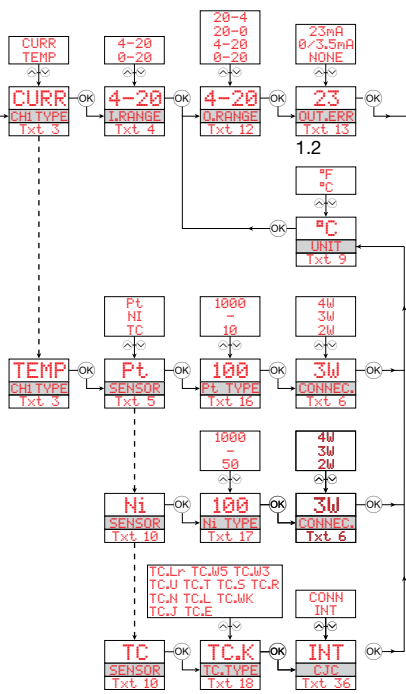 CURR
TEMP
4-20
0-20
20-4
20-0
4-20
0-20
23mA
0/3.5mA
NONE
CURR
CH1 TYPE
Txt 3
OK
4-20
I.RANGE
Txt 4
OK
4-20
O.RANGE
Txt 12
OK
23
OUT.ERR
Txt 13
OK
1.2
°F
°C
°C
UNIT
Txt 9
OK
Pt
NI
TC
1000
-
10
4W
3W
2W
TEMP
CH1 TYPE
Txt 3
OK
Pt
SENSOR
Txt 5
OK
100
Pt TYPE
Txt 16
OK
3W
CONNEC.
Txt 6
OK
1000
-
50
4W
3W
2W
Ni
SENSOR
Txt 10
OK
100
Ni TYPE
Txt 17
OK
3W
CONNEC.
Txt 6
OK
TC.Lr TC.W5 TC.W3
TC.U TC.T TC.S TC.R
TC.N TC.L TC.WK
TC.J TC.E
CONN
INT
TC
SENSOR
Txt 10
OK
TC.K
TC.TYPE
Txt 18
OK
INT
CJC
Txt 36
OK